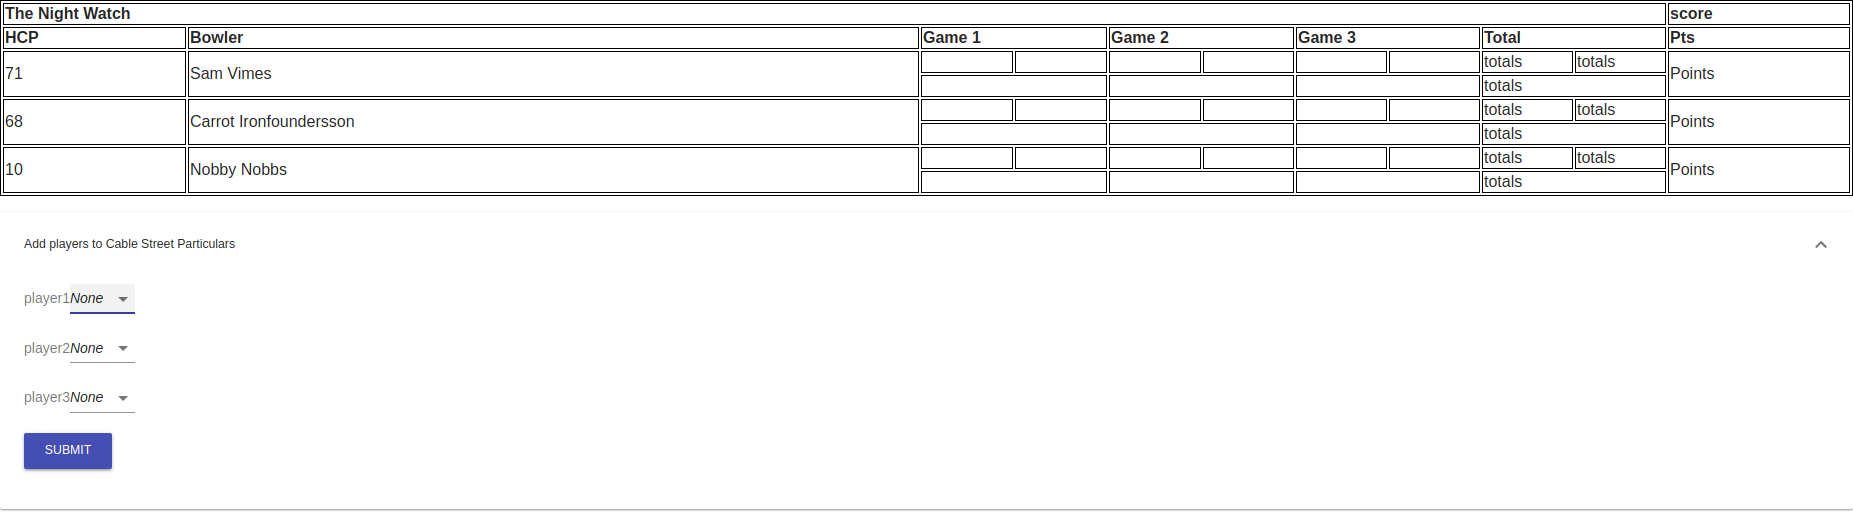 The Night Watch score
HCP Bowler Game 1 Game 2 Game 3 Total Pts
71 Sam Vimes totals totals Points
totals
68 Carrot Ironfoundersson totals totals Points
totals
10 Nobby Nobbs totals totals Points
totals
Add players to Cable Street Particulars
player1 None
player2 None
player3 None
SUBMIT